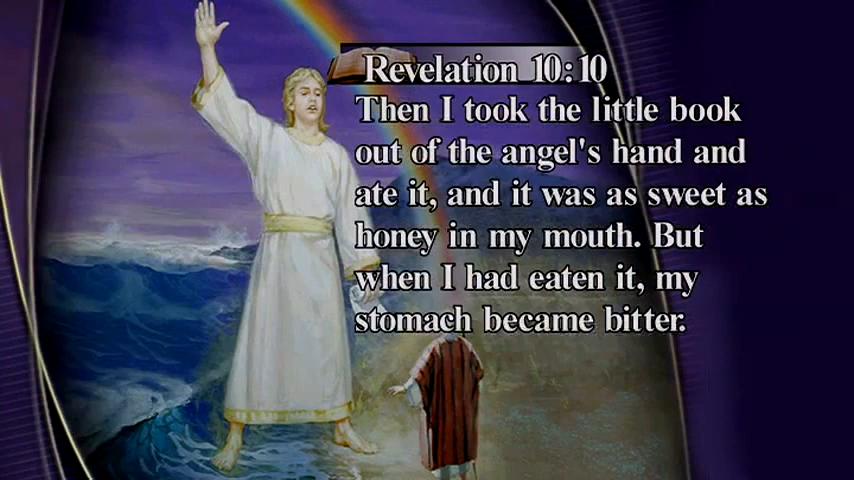 Revelation 10:10
Then I took the little book
out of the angel's hand and
ate it, and it was as sweet as
honey in my mouth. But
when I had eaten it, my
stomach became bitter.